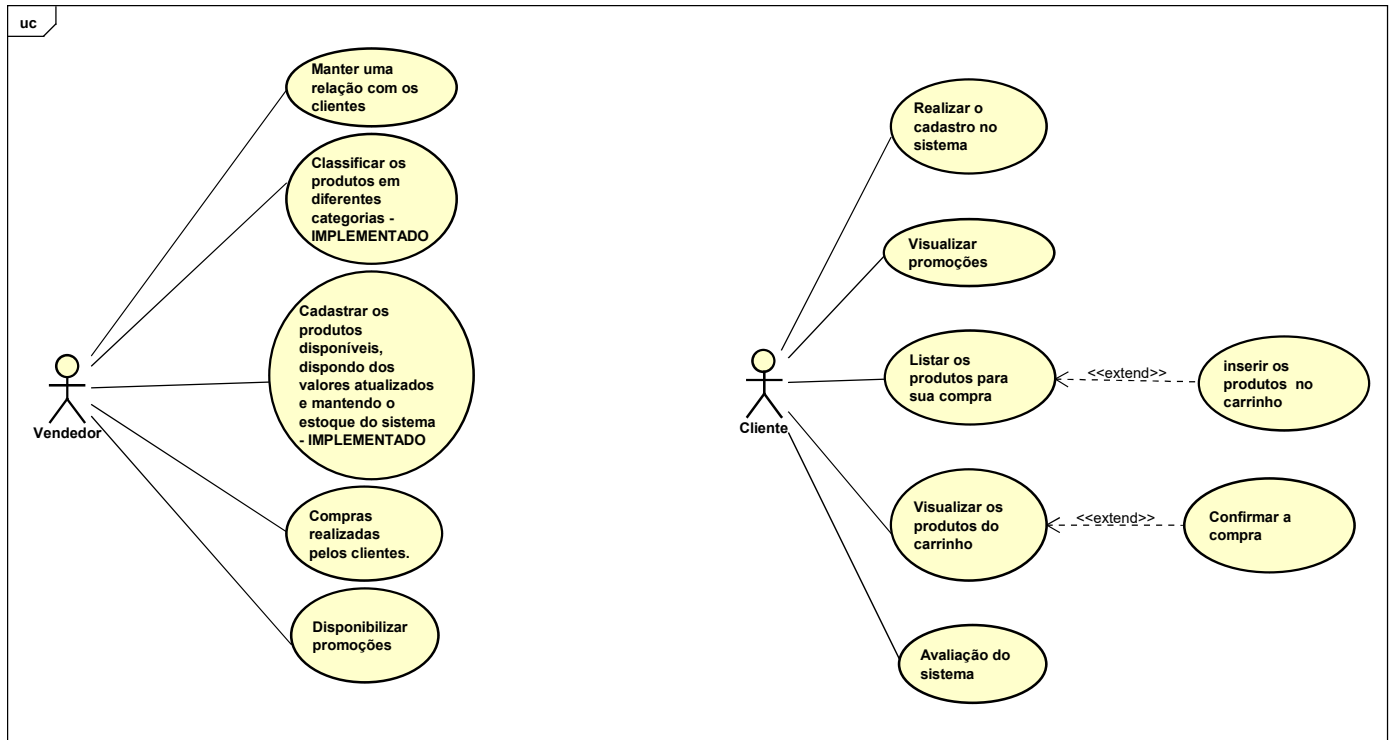 uc
Manter uma
relação com os
clientes
Classificar os
produtos em
diferentes
categorias -
IMPLEMENTADO
Cadastrar os
produtos
disponíveis,
dispondo dos
valores atualizados
e mantendo o
estoque do sistema
- IMPLEMENTADO
Vendedor
Compras
realizadas
pelos clientes.
Disponibilizar
promoções
Realizar o
cadastro no
sistema
Visualizar
promoções
Listar os
produtos para
sua compra
<<extend>>
inserir os
produtos no
carrinho
Cliente
Visualizar os
produtos do
carrinho
<<extend>>
Confirmar a
compra
Avaliação do
sistema